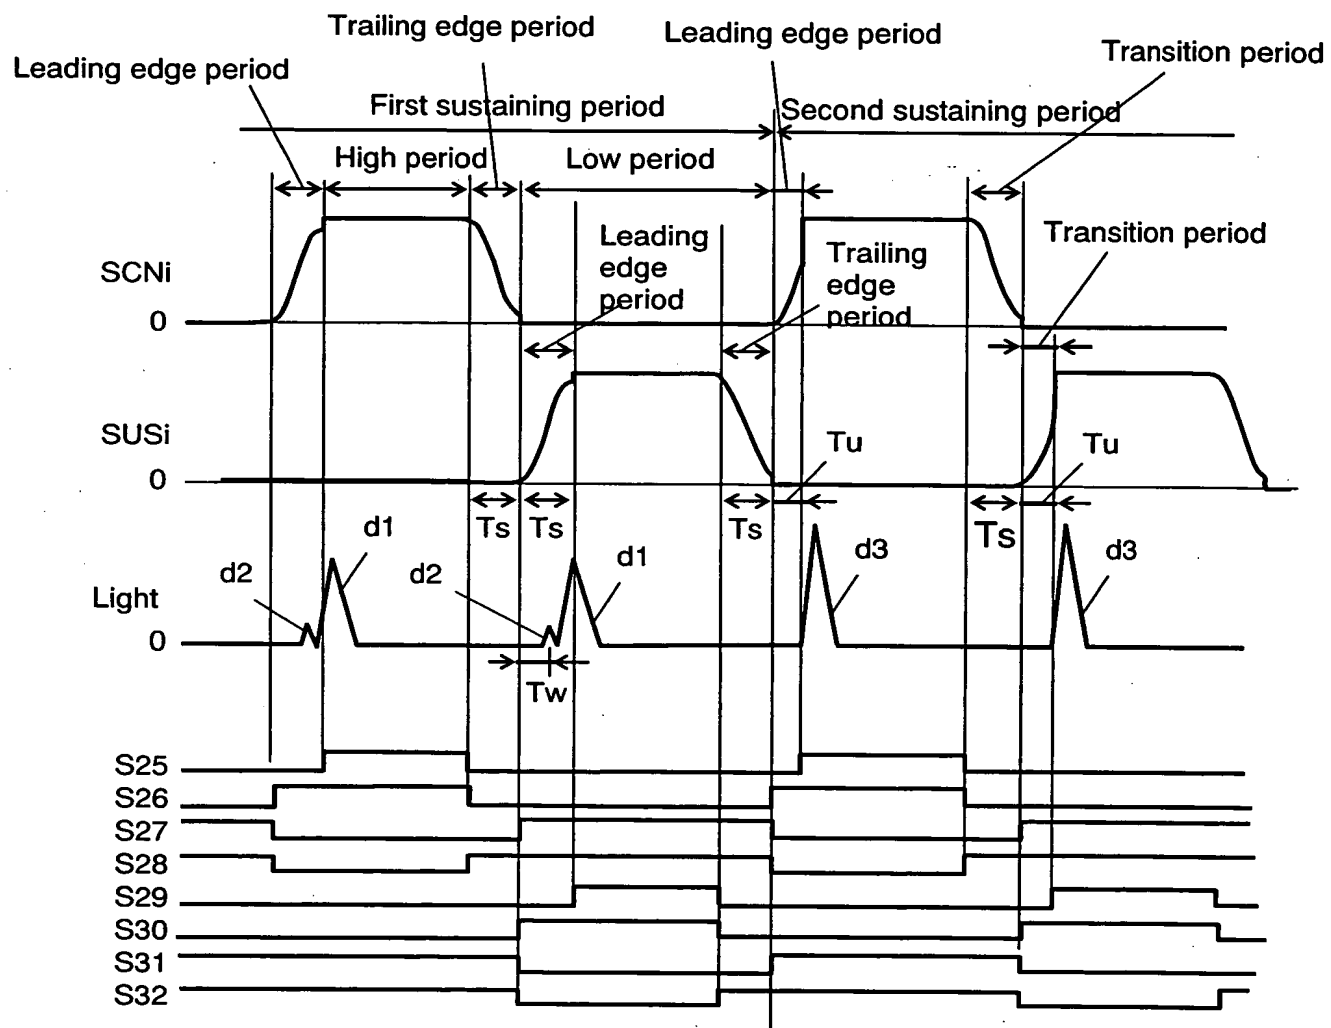 Trailing edge period
Leading edge period
Transition period
Leading edge period
First sustaining period
Second sustaining period
High period
Low period
Leading
edge
period
Transition period
Trailing
edge
period
SCNi
0
SUSi
0
Tu
Tu
Ts
Ts
Ts
Ts
d1
d2
d2
d1
d3
d3
Light
0
Tw
S25
S26
S27
S28
S29
S30
S31
S32